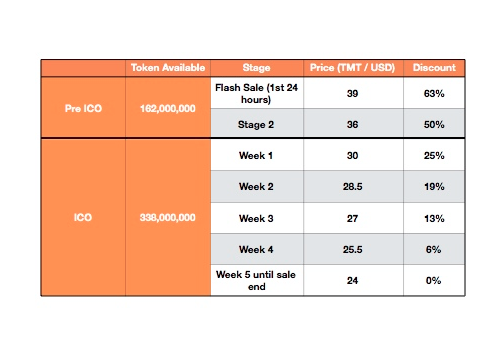 Token Available Stage Price (TMT / USD) Discount
Pre ICO 162,000,000 Flash Sale (1st 24 hours) 39 63%
Stage 2 36 50%
ICO 338,000,000 Week 1 30 25%
Week 2 28.5 19%
Week 3 27 13%
Week 4 25.5 6%
Week 5 until sale end 24 0%